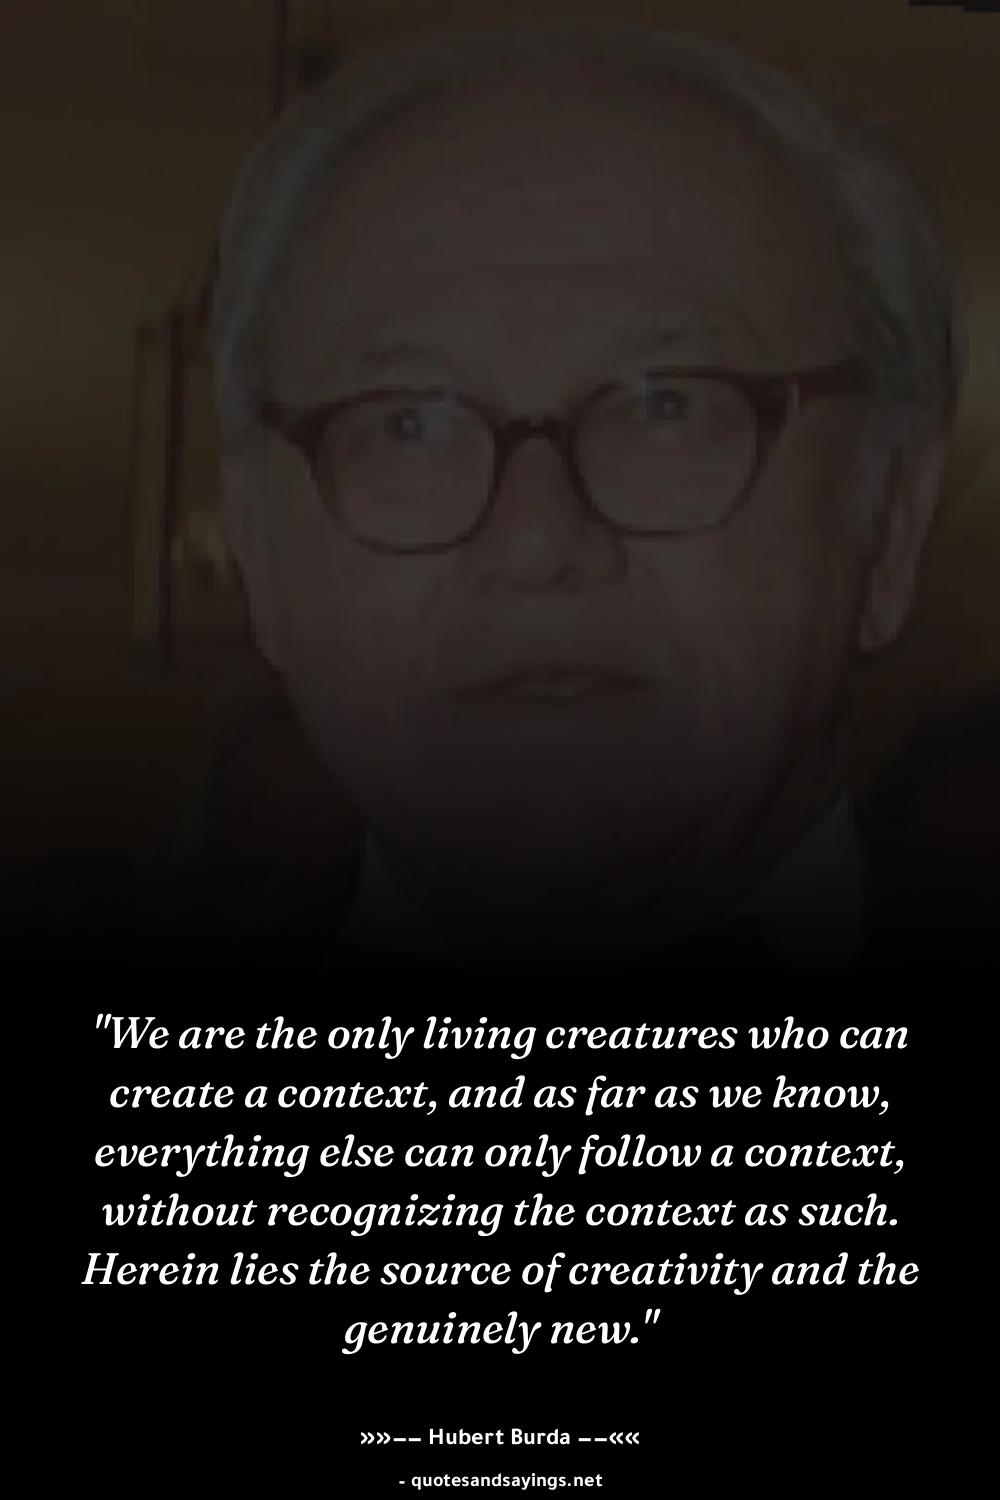 "We are the only living creatures who can
create a context, and as far as we know,
everything else can only follow a context,
without recognizing the context as such.
Herein lies the source of creativity and the
genuinely new."
»»−− Hubert Burda −−««
- quotesandsayings.net